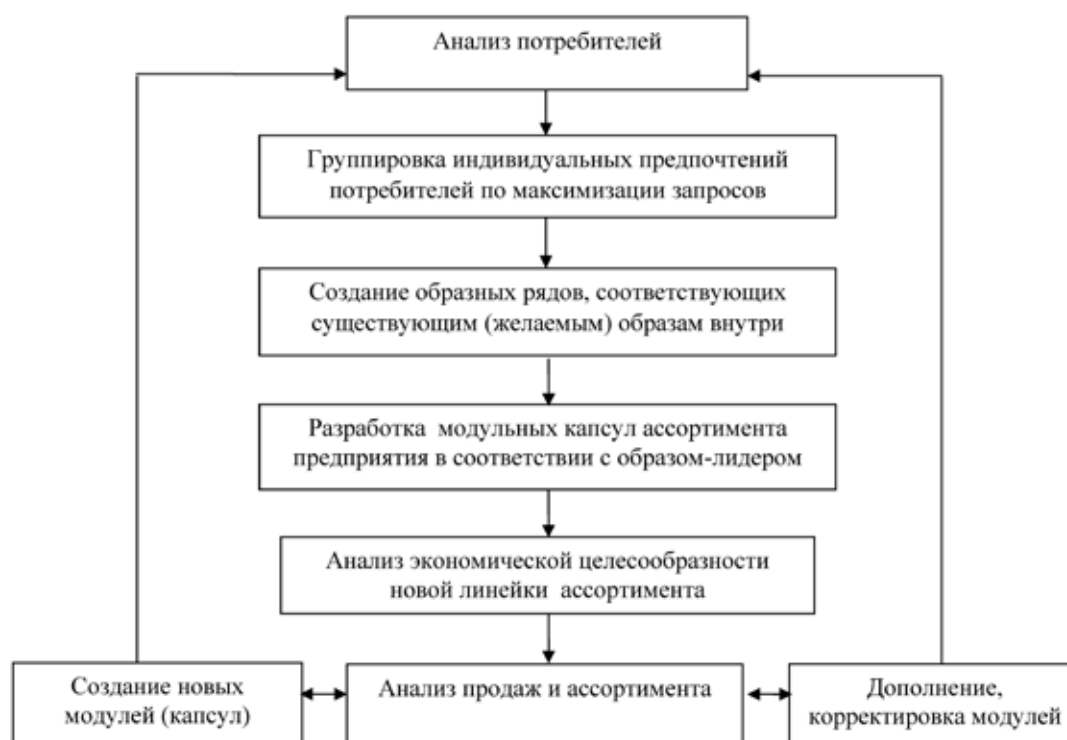 Анализ потребителей
Группировка индивидуальных предпочтений
потребителей по максимизации запросов
Создание образных рядов, соответствующих
существующим (желаемым) образам внутри
Разработка модульных капсул ассортимента
предприятия в соответствии с образом-лидером
Анализ экономической целесообразности
новой линейки ассортимента
Создание новых
модулей (капсул)
Анализ продаж и ассортимента
Дополнение,
корректировка модулей